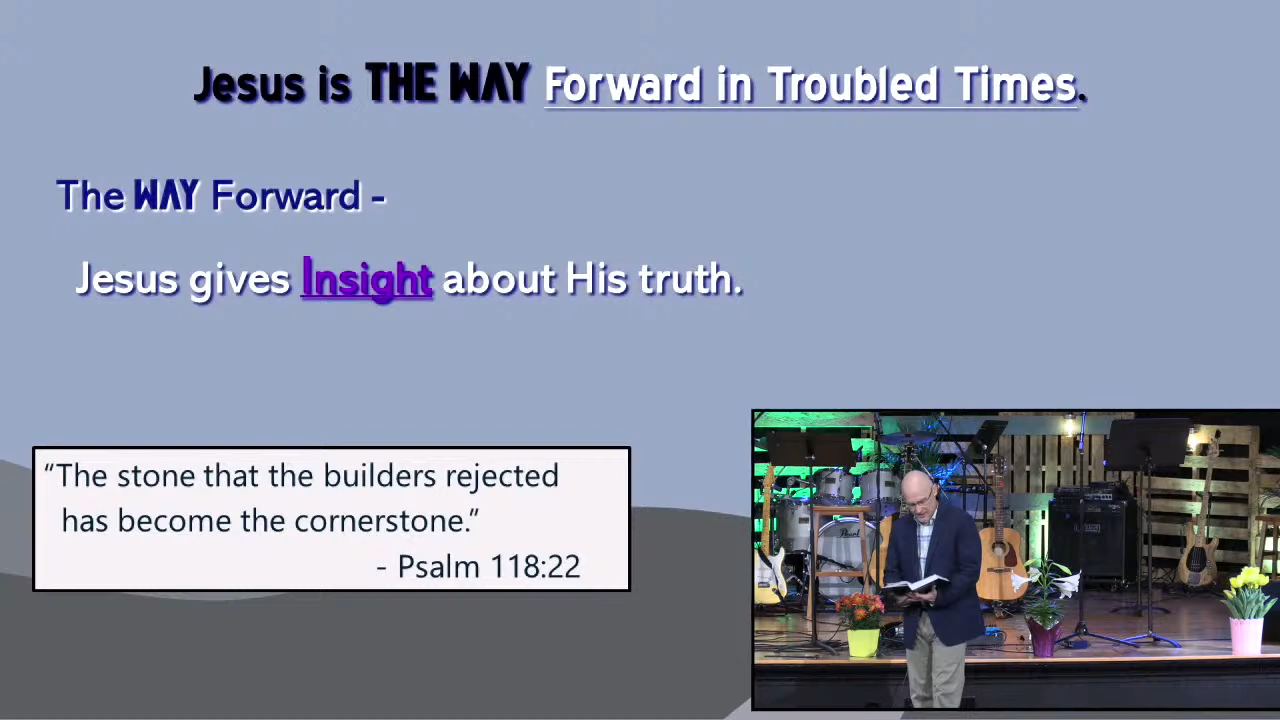 Jesus is THE WAY Forward in Troubled Times.
The WAY Forward -
Jesus gives Insight about His truth.
“The stone that the builders rejected
has become the cornerstone.”
- Psalm 118:22
Pearl